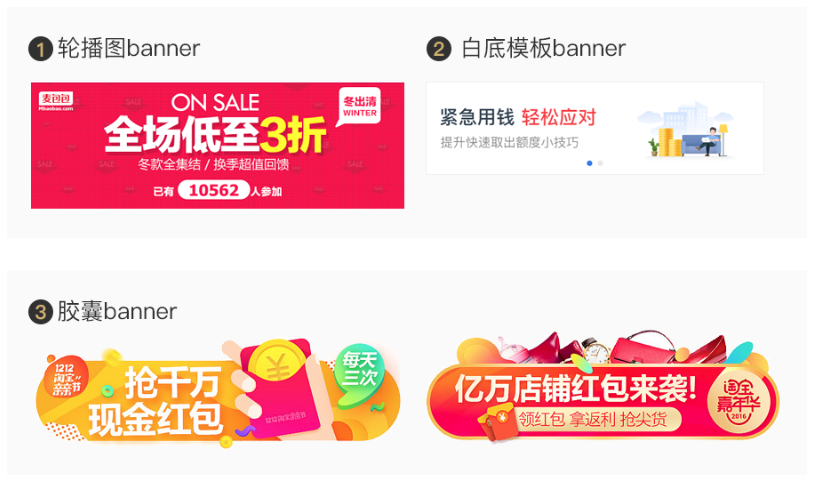 1 轮播图banner
麦包包
Mbaobao.com
ON SALE
冬出清
WINTER
全场低至3折
冬款全集结 / 换季超值回馈
已有 10562 人参加
SALE
SALE
SALE
SALE
2 白底模板banner
紧急用钱 轻松应对
提升快速取出额度小技巧
3 胶囊banner
1212
淘宝
亲亲节
抢千万
现金红包
¥
每天
三次
亿万店铺红包来袭!
领红包 拿返利 抢尖货
淘宝
嘉年华
2016